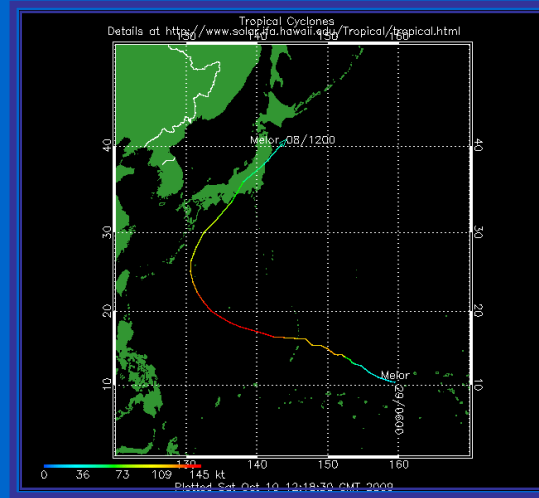 Tropical Cyclones
Details at http://www.solar.ifa.hawaii.edu/Tropical/tropical.html
130 140 150 160
Melor 08/1200
40 40
30 30
20 20
Melor
10 10
29/0600
130 140 150 160
0 36 73 109 145 kt
Plotted Sat Oct 10 12:18:30 GMT 2009